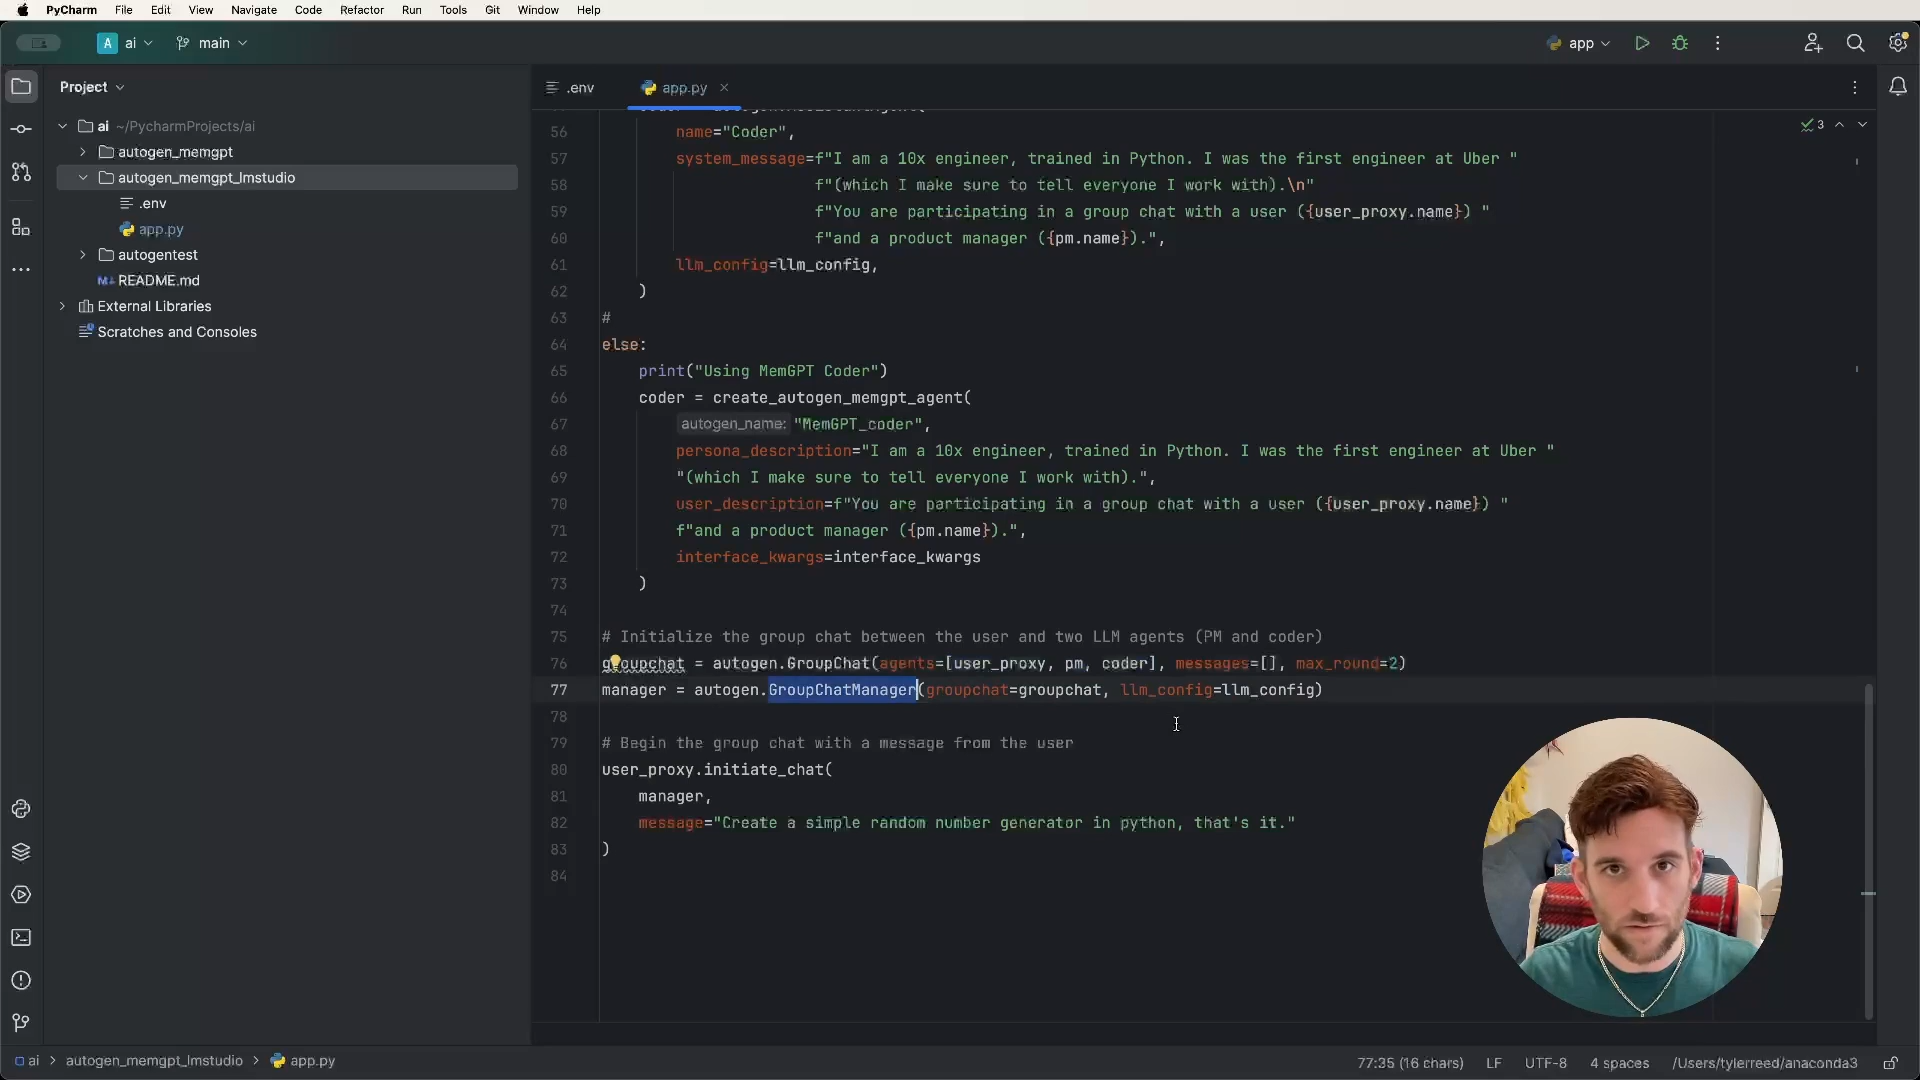 PyCharm File Edit View Navigate Code Refactor Run Tools Git Window Help
A ai main app
Project
.env app.py
ai ~/PycharmProjects/ai
autogen_memgpt
autogen_memgpt_lmstudio
.env
app.py
autogentest
README.md
External Libraries
Scratches and Consoles
3
56 name="Coder",
57 system_message=f"I am a 10x engineer, trained in Python. I was the first engineer at Uber "
58 f"(which I make sure to tell everyone I work with).\n"
59 f"You are participating in a group chat with a user ({user_proxy.name}) "
60 f"and a product manager ({pm.name}).",
61 llm_config=llm_config,
62 )
63 #
64 else:
65 print("Using MemGPT Coder")
66 coder = create_autogen_memgpt_agent(
67 autogen_name: "MemGPT_coder",
68 persona_description="I am a 10x engineer, trained in Python. I was the first engineer at Uber "
69 "(which I make sure to tell everyone I work with).",
70 user_description=f"You are participating in a group chat with a user ({user_proxy.name}) "
71 f"and a product manager ({pm.name}).",
72 interface_kwargs=interface_kwargs
73 )
74
75 # Initialize the group chat between the user and two LLM agents (PM and coder)
76 groupchat = autogen.GroupChat(agents=[user_proxy, pm, coder], messages=[], max_round=2)
77 manager = autogen.GroupChatManager(groupchat=groupchat, llm_config=llm_config)
78
79 # Begin the group chat with a message from the user
80 user_proxy.initiate_chat(
81 manager,
82 message="Create a simple random number generator in python, that's it."
83 )
84
ai > autogen_memgpt_lmstudio > app.py
77:35 (16 chars) LF UTF-8 4 spaces /Users/tylerreed/anaconda3